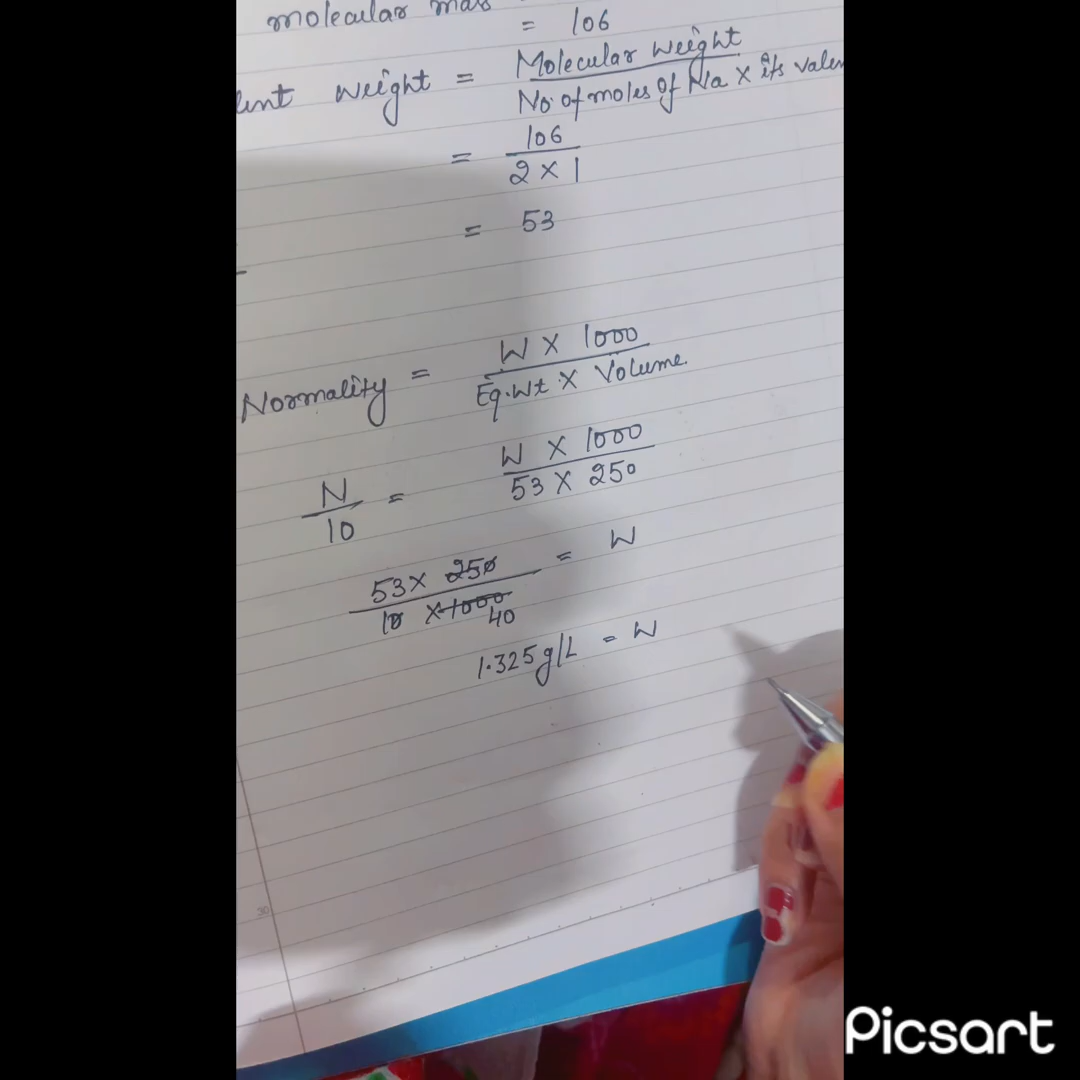 molecular mass
= 106
weight = Molecular weight
No. of moles of Na × its
= 106
2 × 1
= 53
Normality = W × 1000
Eq.wt × Volume.
N = W × 1000
10 53 × 250
53 × 250 = W
10 × 1000
40
1.325 g/L = W
30
Picsart